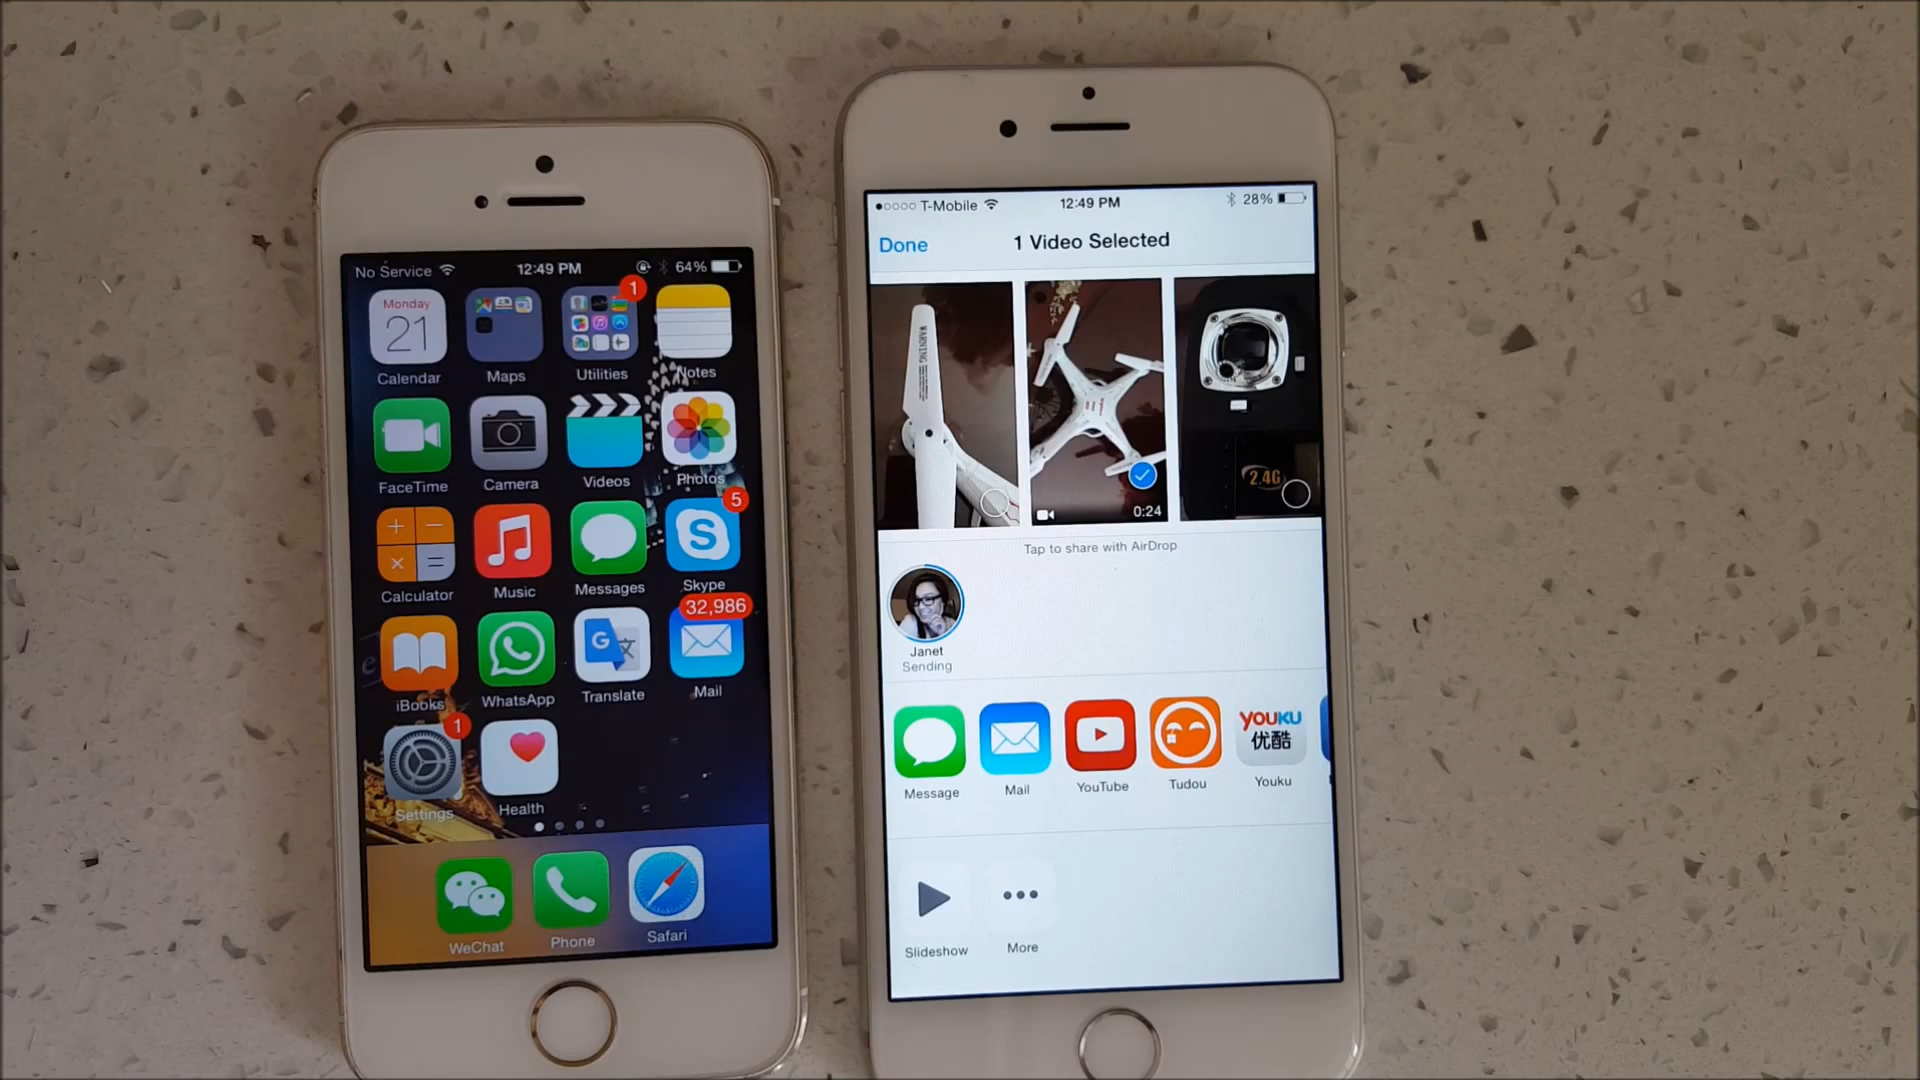 No Service 12:49 PM 64%
Monday
21
1
Calendar Maps Utilities Notes
FaceTime Camera Videos Photos
5
Calculator Music Messages Skype
32,986
iBooks WhatsApp Translate Mail
1
Settings Health
WeChat Phone Safari
T-Mobile 12:49 PM 28%
Done 1 Video Selected
WARNING
2.4G
0:24
Tap to share with AirDrop
Janet
Sending
YOUKU
优酷
Message Mail YouTube Tudou Youku
Slideshow More